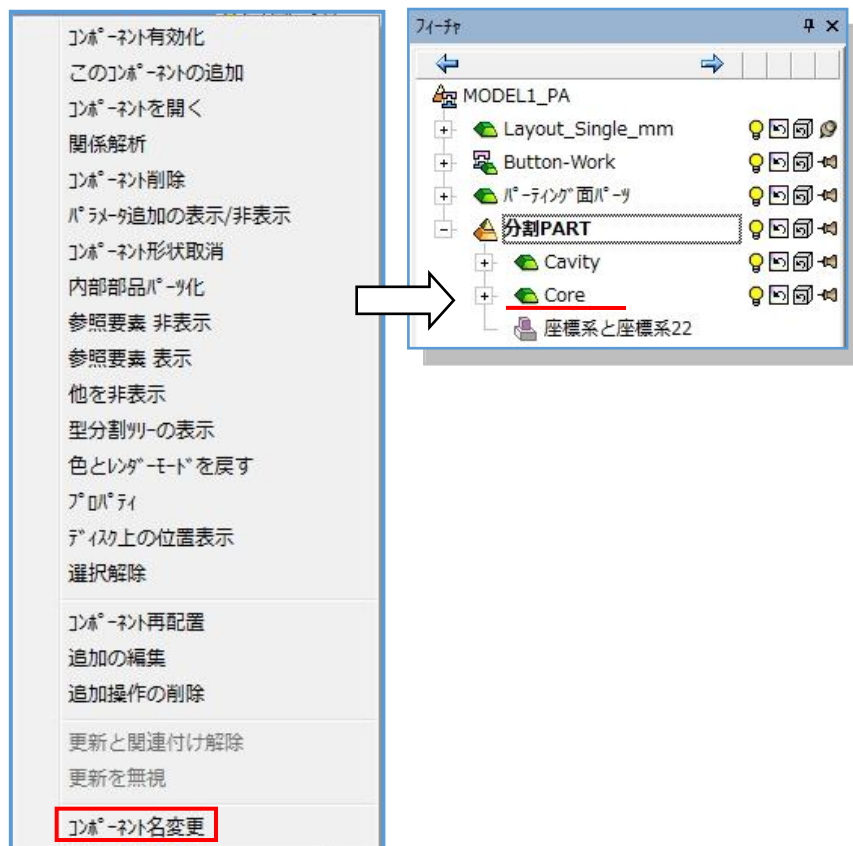 ｺﾝﾎﾟｰﾈﾝﾄ有効化
このｺﾝﾎﾟｰﾈﾝﾄの追加
ｺﾝﾎﾟｰﾈﾝﾄを開く
関係解析
ｺﾝﾎﾟｰﾈﾝﾄ削除
ﾊﾟﾗﾒｰﾀ追加の表示/非表示
ｺﾝﾎﾟｰﾈﾝﾄ形状取消
内部部品ﾊﾟｰﾂ化
参照要素 非表示
参照要素 表示
他を非表示
型分割ﾂﾘｰの表示
色とﾚﾝﾀﾞｰﾓｰﾄﾞを戻す
ﾌﾟﾛﾊﾟﾃｨ
ﾃﾞｨｽｸ上の位置表示
選択解除
ｺﾝﾎﾟｰﾈﾝﾄ再配置
追加の編集
追加操作の削除
更新と関連付け解除
更新を無視
ｺﾝﾎﾟｰﾈﾝﾄ名変更
ﾌｨｰﾁｬ
MODEL1_PA
Layout_Single_mm
Button-Work
ﾊﾟｰﾃｨﾝｸﾞ面ﾊﾟｰﾂ
分割PART
Cavity
Core
座標系と座標系22